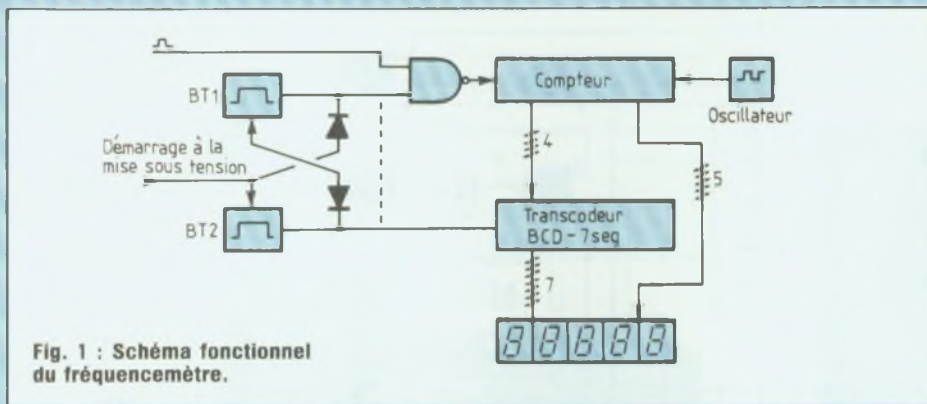 BT1
Démarrage à la
mise sous tension
BT2
Compteur
Oscillateur
4
5
Transcodeur
BCD - 7seg
7
88888
Fig. 1 : Schéma fonctionnel
du fréquencemètre.